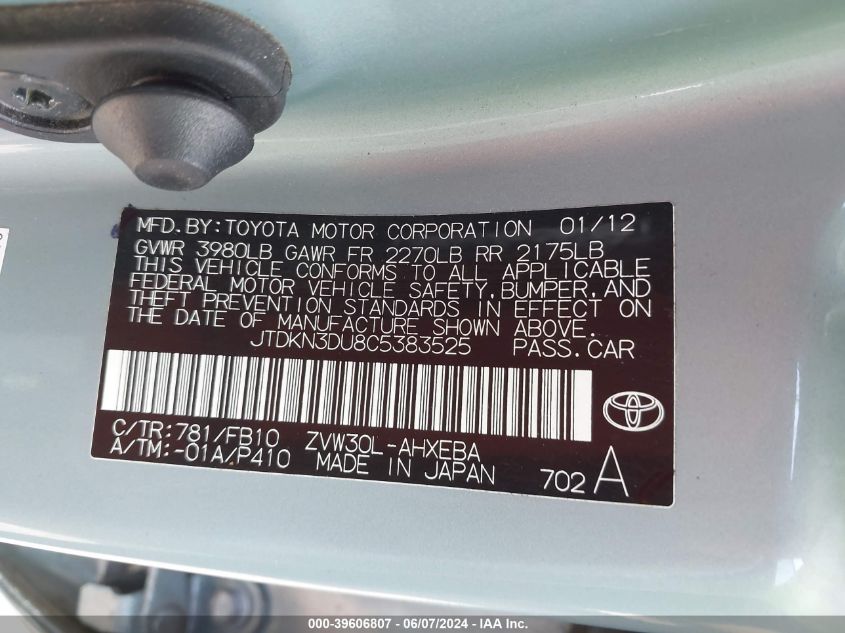 MFD.BY:TOYOTA MOTOR CORPORATION 01/12
GVWR 3980LB GAWR FR 2270LB RR 2175LB
THIS VEHICLE CONFORMS TO ALL APPLICABLE
FEDERAL MOTOR VEHICLE SAFETY,BUMPER,AND
THEFT PREVENTION STANDARDS IN EFFECT ON
THE DATE OF MANUFACTURE SHOWN ABOVE.
JTDKN3DU8C5383525 PASS.CAR
C/TR:781/FB10 ZVW30L-AHXEBA
A/TM:-01A/P410 MADE IN JAPAN 702 A
000-39606807 - 06/07/2024 - IAA Inc.